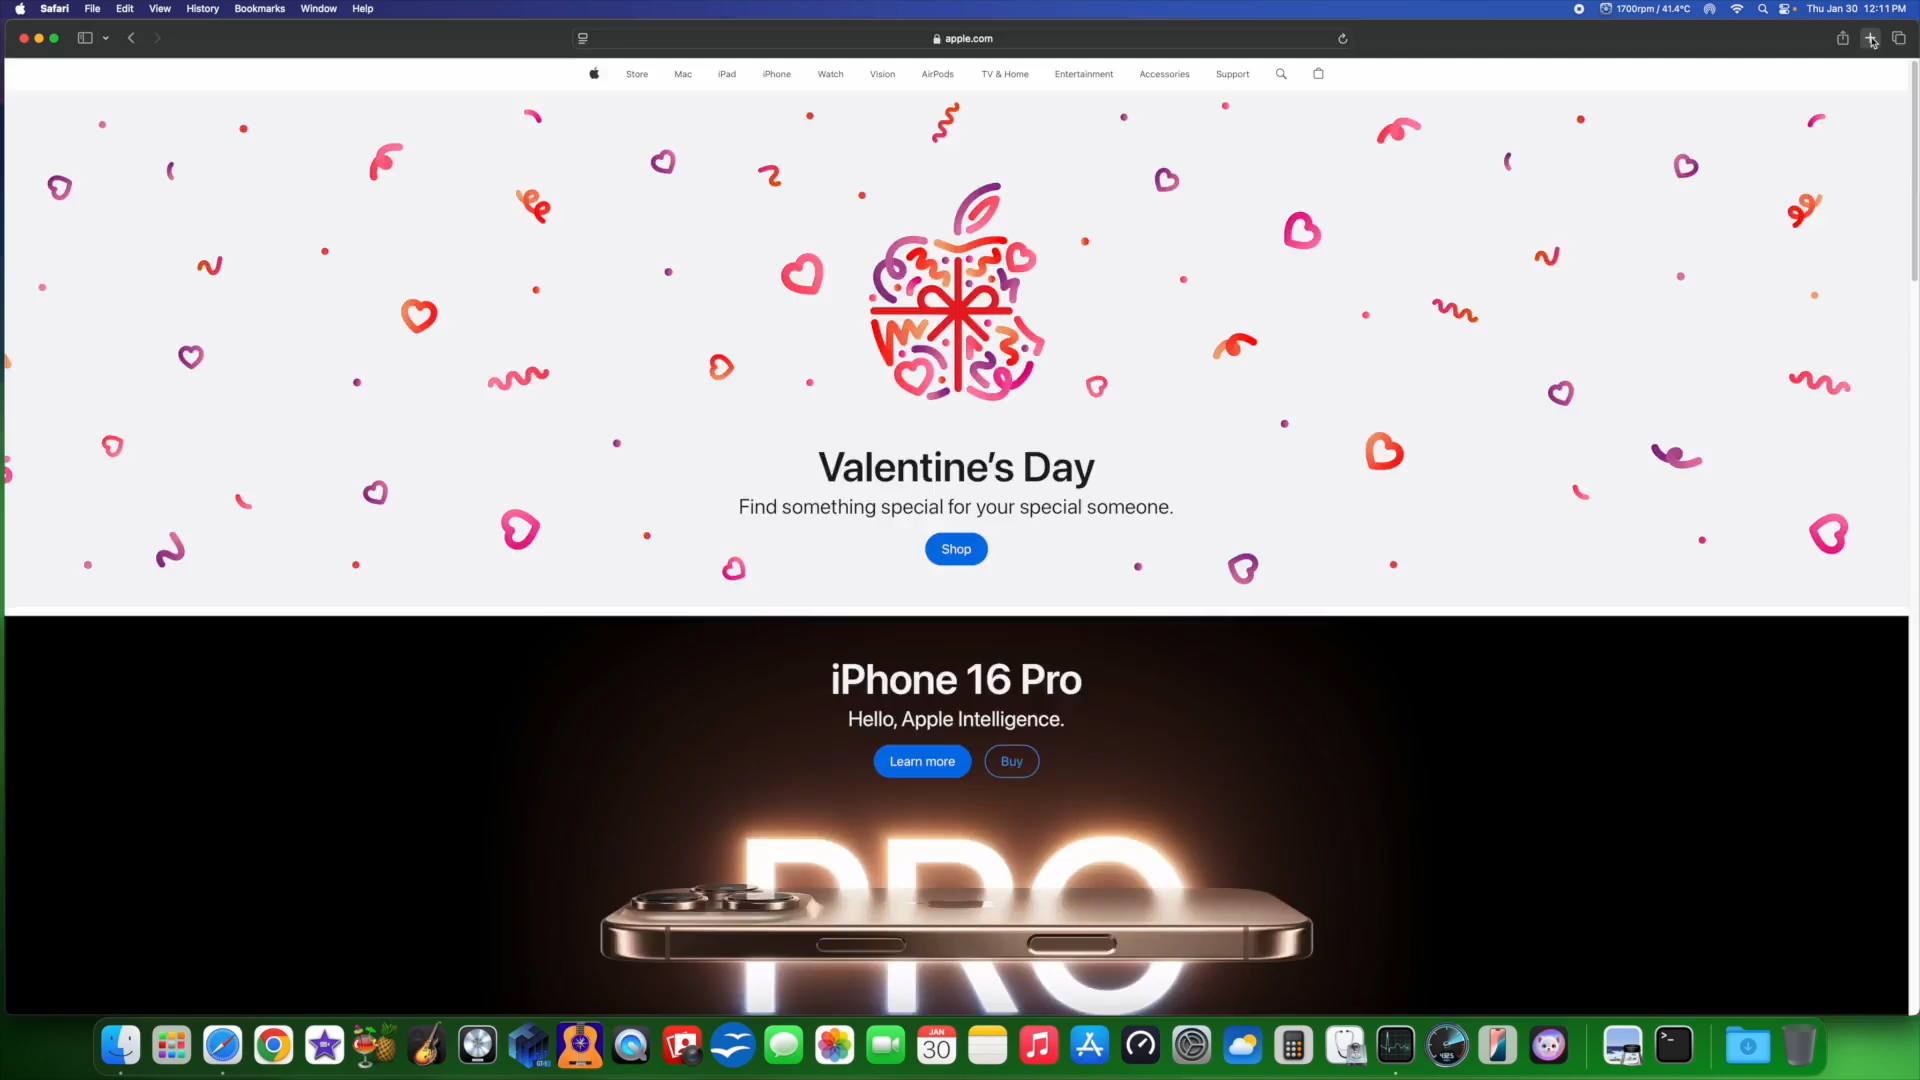 Safari File Edit View History Bookmarks Window Help 1700rpm / 41.4°C Thu Jan 30 12:11 PM
apple.com
Store Mac iPad iPhone Watch Vision AirPods TV & Home Entertainment Accessories Support
Valentine’s Day
Find something special for your special someone.
Shop
iPhone 16 Pro
Hello, Apple Intelligence.
Learn more Buy
PRO
JAN
30